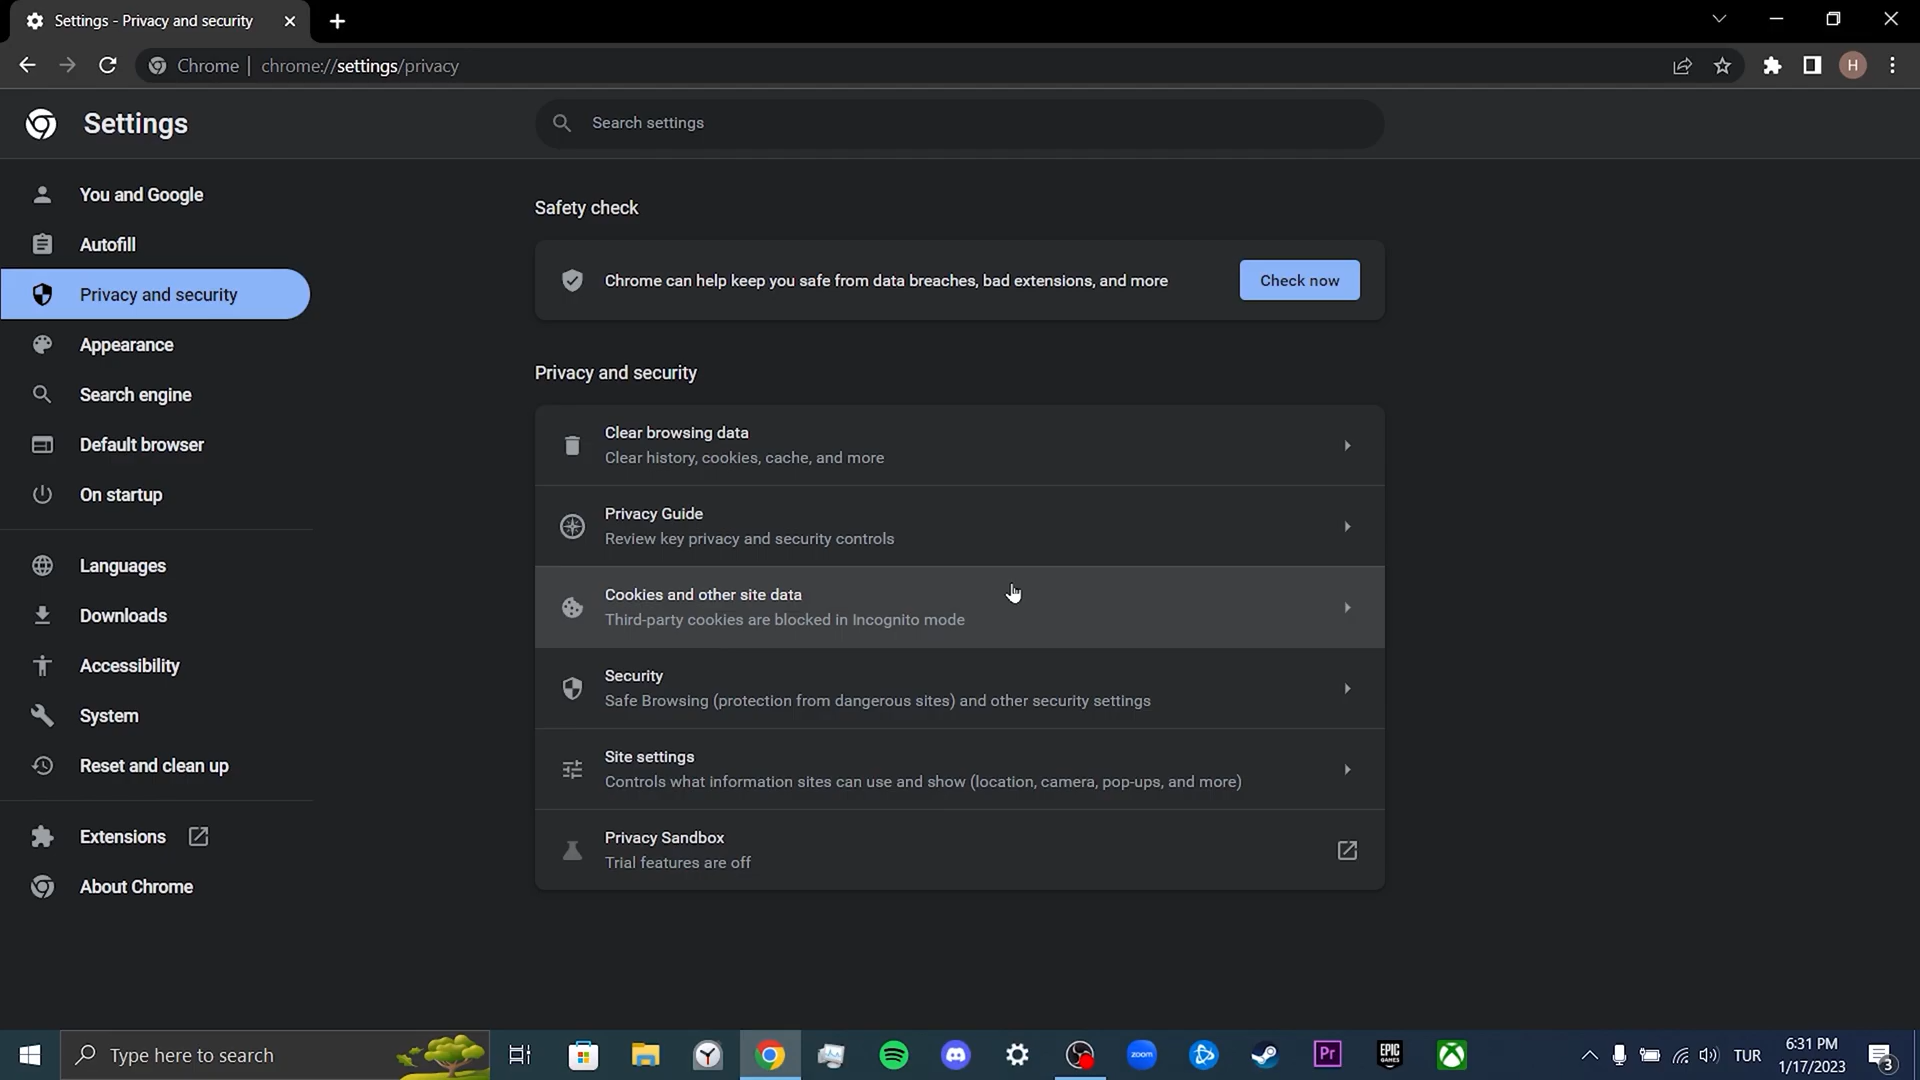 Settings - Privacy and security
Chrome
chrome://settings/privacy
H
Settings
Search settings
You and Google
Autofill
Privacy and security
Appearance
Search engine
Default browser
On startup
Languages
Downloads
Accessibility
System
Reset and clean up
Extensions
About Chrome
Safety check
Chrome can help keep you safe from data breaches, bad extensions, and more
Check now
Privacy and security
Clear browsing data
Clear history, cookies, cache, and more
Privacy Guide
Review key privacy and security controls
Cookies and other site data
Third-party cookies are blocked in Incognito mode
Security
Safe Browsing (protection from dangerous sites) and other security settings
Site settings
Controls what information sites can use and show (location, camera, pop-ups, and more)
Privacy Sandbox
Trial features are off
Type here to search
zoom
Pr
EPIC
GAMES
TUR
6:31 PM
1/17/2023
3